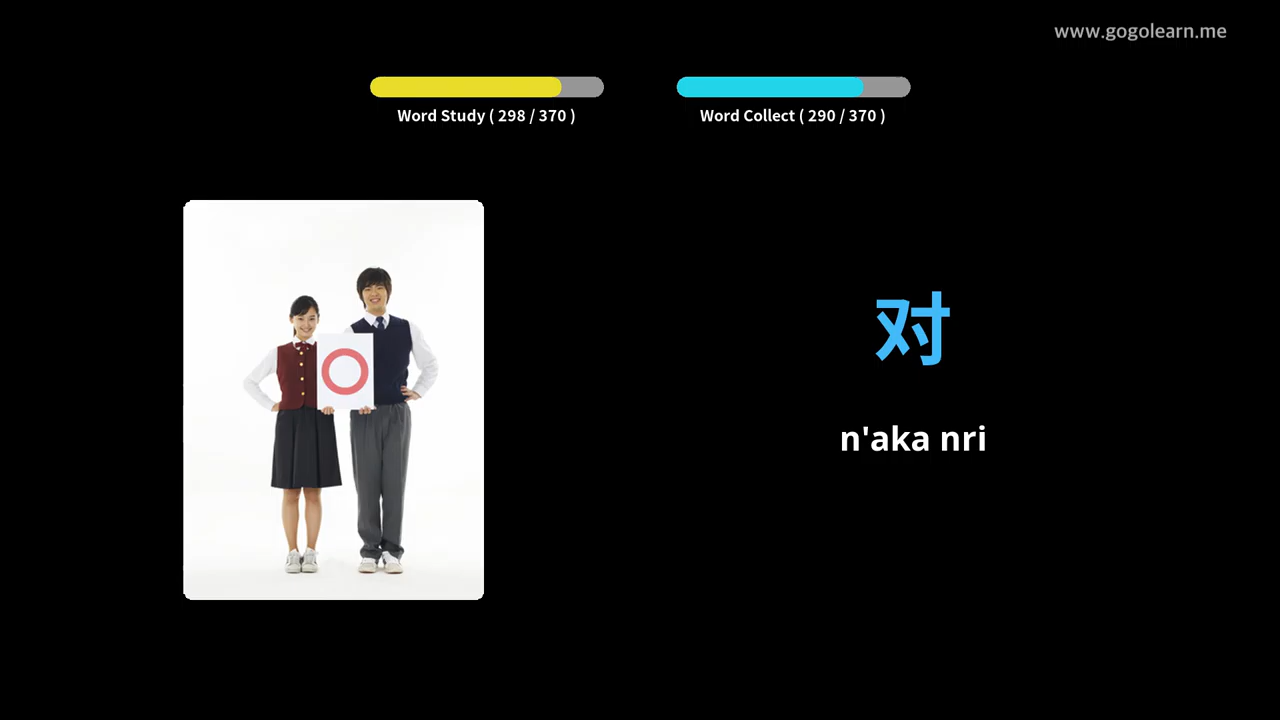 www.gogolearn.me
Word Study ( 298 / 370 )
Word Collect ( 290 / 370 )
对
n'aka nri